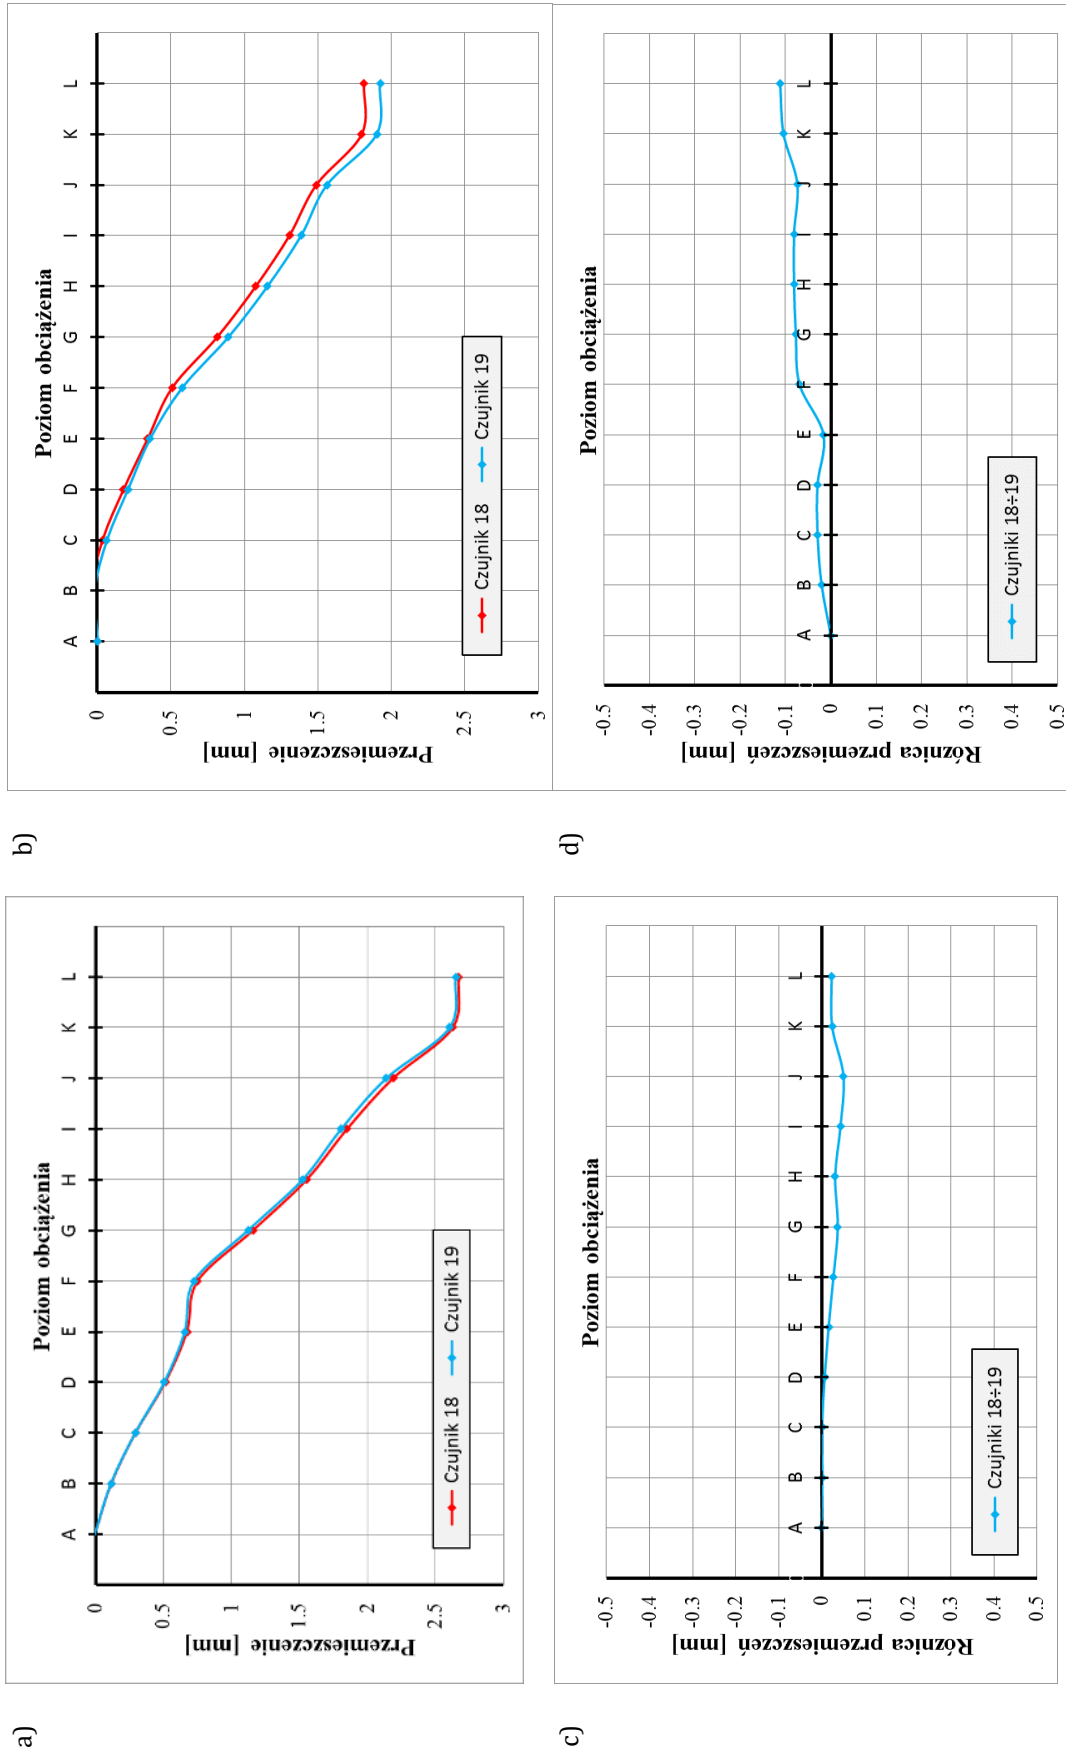 a)
Poziom obciążenia
A B C D E F G H I J K L
0
0.5
1
1.5
2
2.5
3
Przemieszczenie [mm]
Czujnik 18 Czujnik 19
b)
Poziom obciążenia
A B C D E F G H I J K L
0
0.5
1
1.5
2
2.5
3
Przemieszczenie [mm]
Czujnik 18 Czujnik 19
c)
Poziom obciążenia
-0.5
-0.4
-0.3
-0.2
-0.1
0
0.1
0.2
0.3
0.4
0.5
A B C D E F G H I J K L
Różnica przemieszczeń [mm]
Czujniki 18÷19
d)
Poziom obciążenia
-0.5
-0.4
-0.3
-0.2
-0.1
0
0.1
0.2
0.3
0.4
0.5
A B C D E F G H I J K L
Różnica przemieszczeń [mm]
Czujniki 18÷19